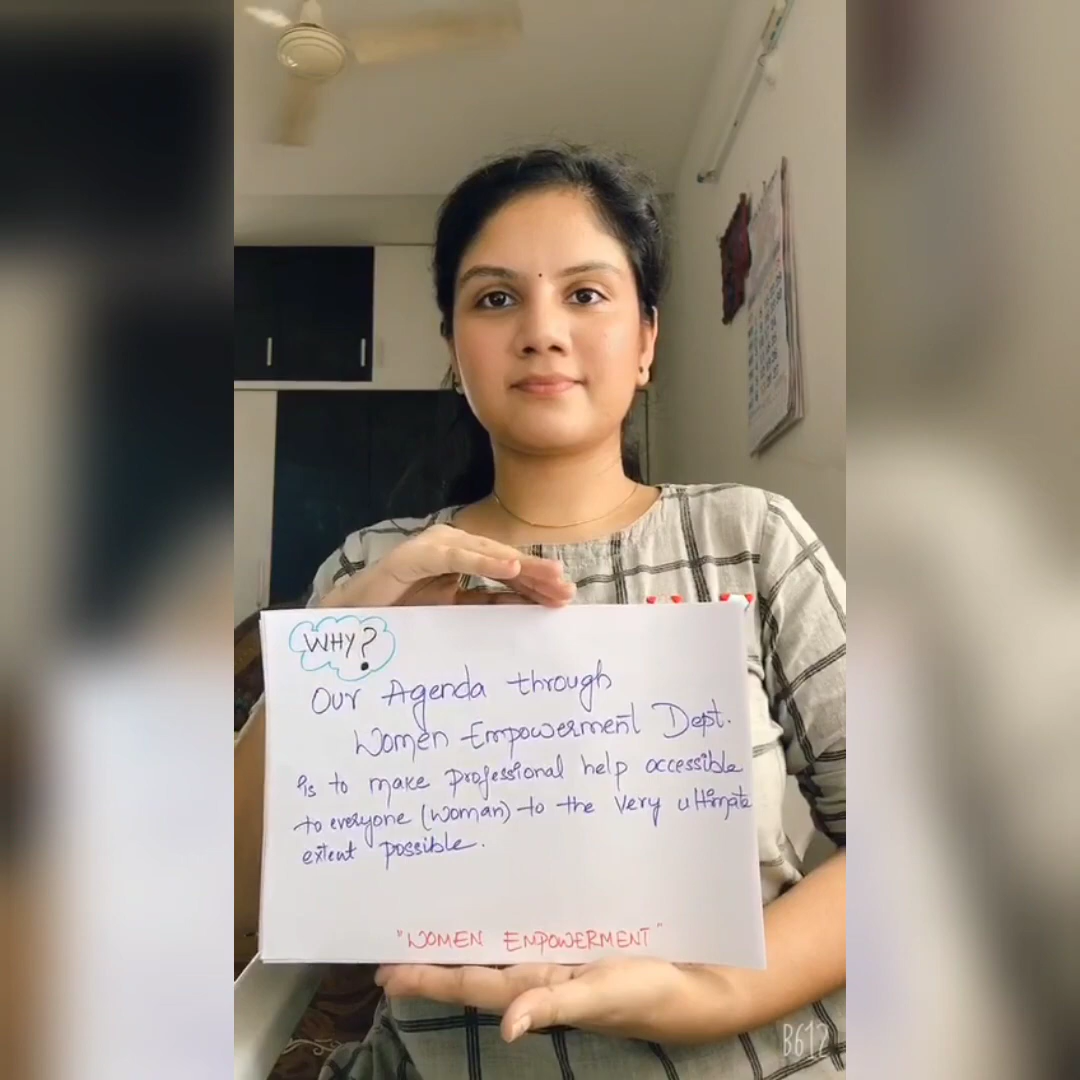 WHY?
Our Agenda through
Women Empowerment Dept.
is to make professional help accessible
to everyone (woman) to the very ultimate
extent possible.
"WOMEN EMPOWERMENT"
B612